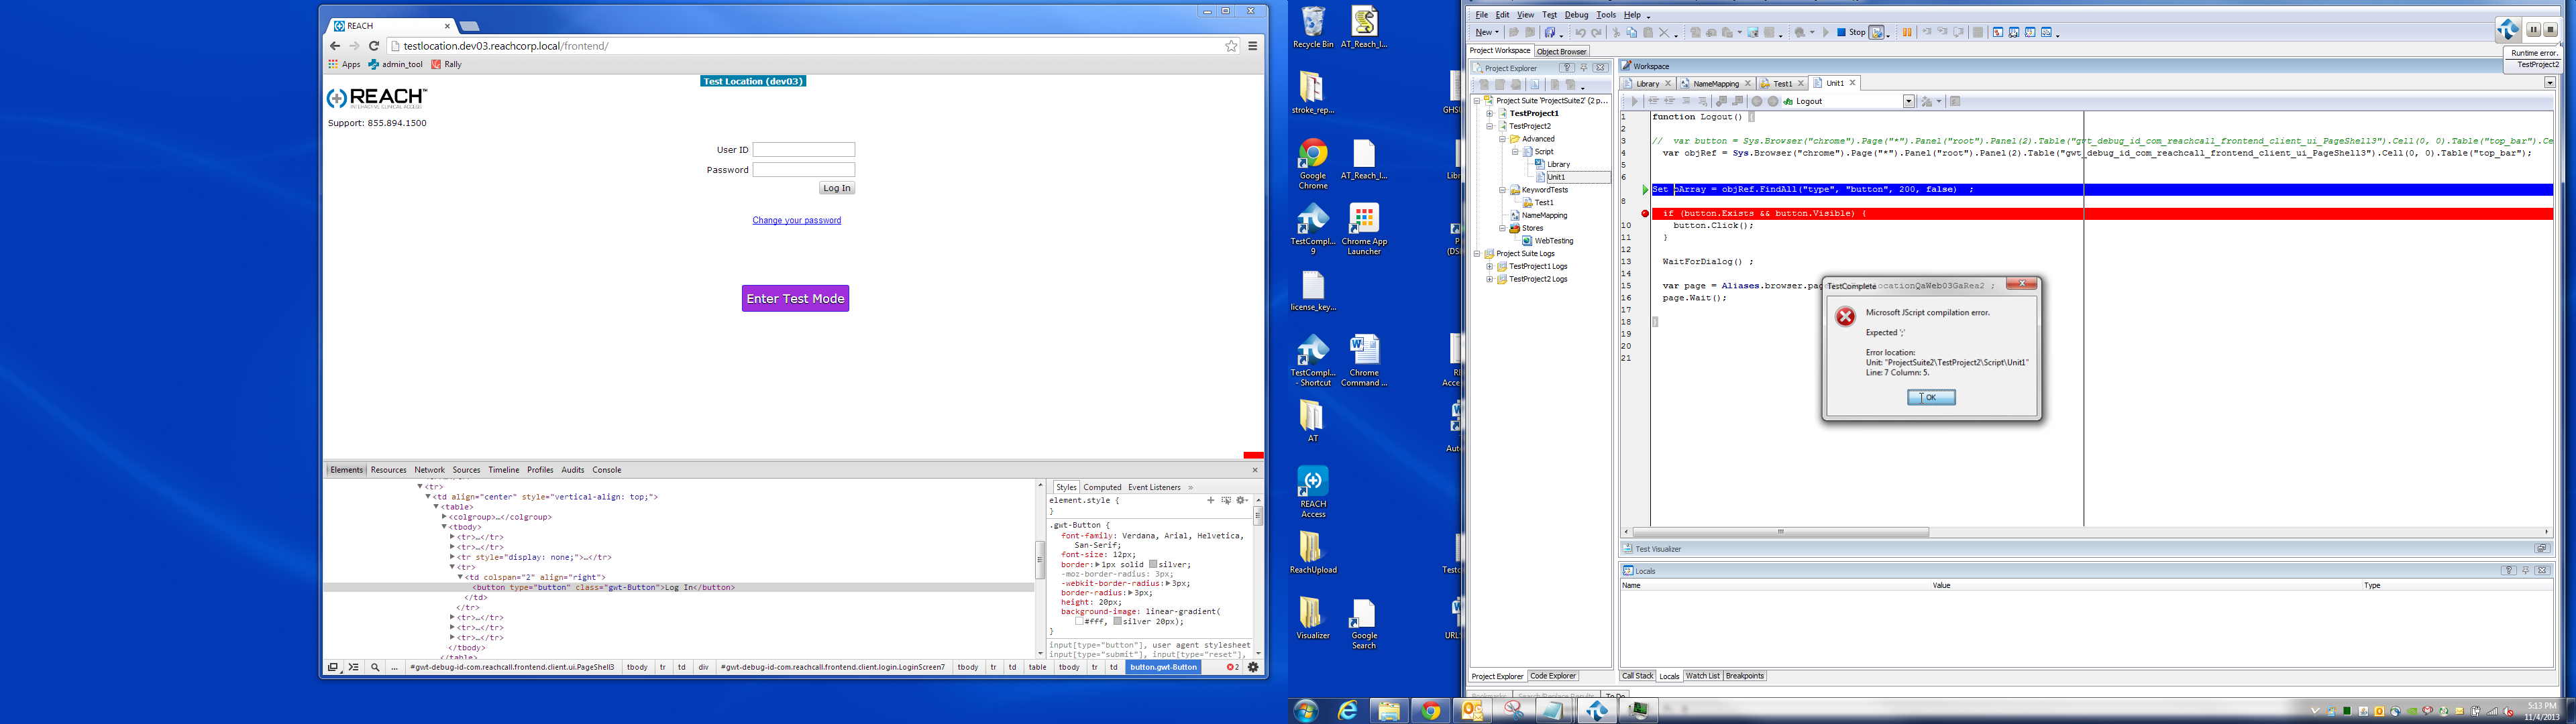 REACH
testlocation.dev03.reachcorp.local/frontend/
Apps admin_tool Rally
Test Location (dev03)
REACH
Support: 855.894.1500
User ID
Password
Log In
Change your password
Enter Test Mode
Elements Resources Network Sources Timeline Profiles Audits Console
<tr>
<td align="center" style="vertical-align: top;">
<table>
<colgroup>…</colgroup>
<tbody>
<tr>…</tr>
<tr>…</tr>
<tr style="display: none;">…</tr>
<tr>
<td colspan="2" align="right">
<button type="button" class="gwt-Button">Log In</button>
</td>
</tr>
<tr>…</tr>
<tr>…</tr>
<tr>…</tr>
</tbody>
</table>
Styles Computed Event Listeners »
element.style {
}
.gwt-Button {
font-family: Verdana, Arial, Helvetica,
San-Serif;
font-size: 12px;
border: 1px solid silver;
-moz-border-radius: 3px;
-webkit-border-radius: 3px;
border-radius: 3px;
height: 20px;
background-image: linear-gradient(
#fff, silver 20px);
}
input[type="button"], user agent stylesheet
input[type="submit"], input[type="reset"],
... #gwt-debug-id-com.reachcall.frontend.client.ui.PageShell3 tbody tr td div #gwt-debug-id-com.reachcall.frontend.client.login.LoginScreen7 tbody tr td table tbody tr td button.gwt-Button 2
Recycle Bin
AT_Reach_I...
stroke_rep...
GHS
Google Chrome
AT_Reach_I...
Lib
TestCompl... 9
Chrome App Launcher
license_key...
TestCompl... - Shortcut
Chrome Command ...
AT
REACH Access
ReachUpload
Visualizer
Google Search
File Edit View Test Debug Tools Help
New Stop
Runtime error.
TestProject2
Project Workspace Object Browser
Project Explorer
Project Suite 'ProjectSuite2' (2 p...
TestProject1
TestProject2
Advanced
Script
Library
Unit1
KeywordTests
Test1
NameMapping
Stores
WebTesting
Project Suite Logs
TestProject1 Logs
TestProject2 Logs
Project Explorer Code Explorer
Workspace
Library NameMapping Test1 Unit1
Logout
1 function Logout() {
2
3 // var button = Sys.Browser("chrome").Page("*").Panel("root").Panel(2).Table("gwt_debug_id_com_reachcall_frontend_client_ui_PageShell3").Cell(0, 0).Table("top_bar").Ce
4 var objRef = Sys.Browser("chrome").Page("*").Panel("root").Panel(2).Table("gwt_debug_id_com_reachcall_frontend_client_ui_PageShell3").Cell(0, 0).Table("top_bar");
5
6
Set pArray = objRef.FindAll("type", "button", 200, false) ;
8
if (button.Exists && button.Visible) {
10 button.Click();
11 }
12
13 WaitForDialog() ;
14
15 var page = Aliases.browser.pag ocationQaWeb03GaRea2 ;
16 page.Wait();
17
18 }
19
20
21
TestComplete
Microsoft JScript compilation error.
Expected ';'
Error location:
Unit: "ProjectSuite2\TestProject2\Script\Unit1"
Line: 7 Column: 5.
OK
Test Visualizer
Locals
Name Value Type
Call Stack Locals Watch List Breakpoints
Bookmarks Search/Replace Results To Do
5:13 PM
11/4/2013